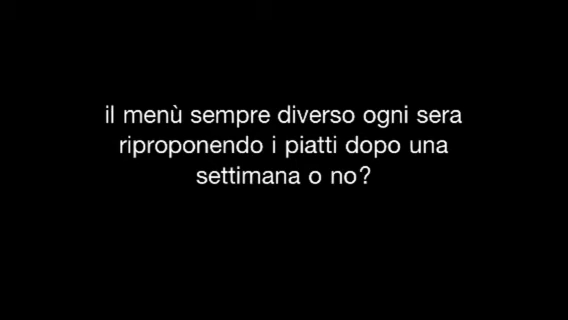 il menù sempre diverso ogni sera
riproponendo i piatti dopo una
settimana o no?